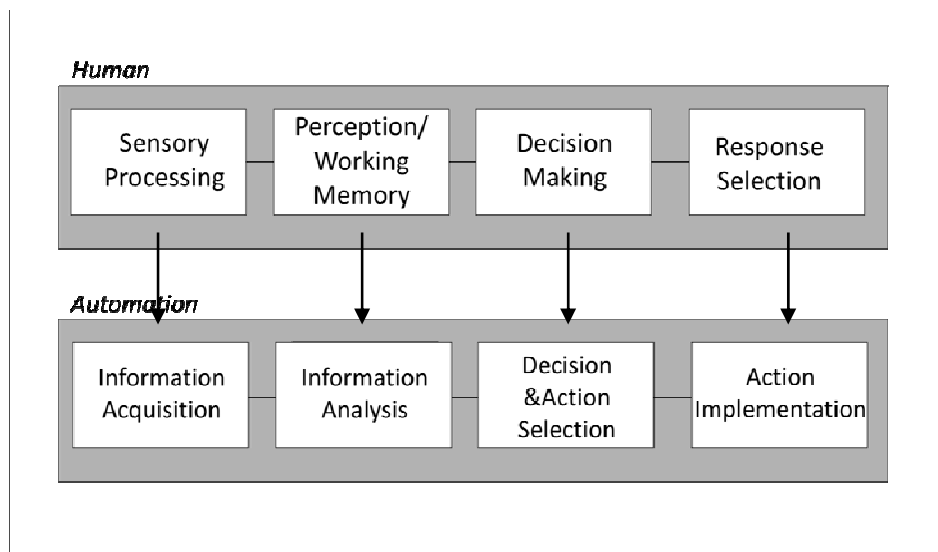 Human
Sensory
Processing
Perception/
Working
Memory
Decision
Making
Response
Selection
Automation
Information
Acquisition
Information
Analysis
Decision
&Action
Selection
Action
Implementation